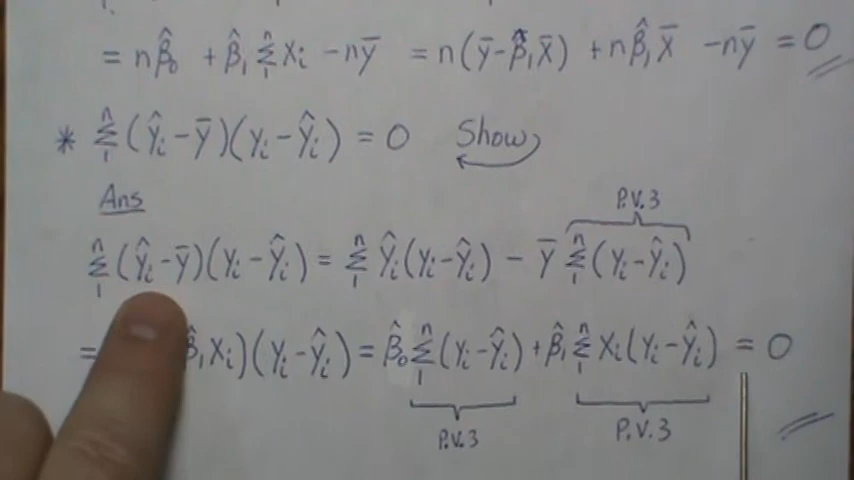 = nβ̂₀ + β̂₁ Σ₁ⁿ Xᵢ - nȳ = n(ȳ - β̂₁X̄) + nβ̂₁X̄ - nȳ = 0
* Σ₁ⁿ (Ŷᵢ - Ȳ)(Yᵢ - Ŷᵢ) = 0 Show
Ans
P.V.3
Σ₁ⁿ (Ŷᵢ - Ȳ)(Yᵢ - Ŷᵢ) = Σ₁ⁿ Ŷᵢ(Yᵢ - Ŷᵢ) - Ȳ Σ₁ⁿ (Yᵢ - Ŷᵢ)
= β̂₁Xᵢ)(Yᵢ - Ŷᵢ) = β̂₀ Σ₁ⁿ (Yᵢ - Ŷᵢ) + β̂₁ Σ₁ⁿ Xᵢ(Yᵢ - Ŷᵢ) = 0
P.V.3 P.V.3